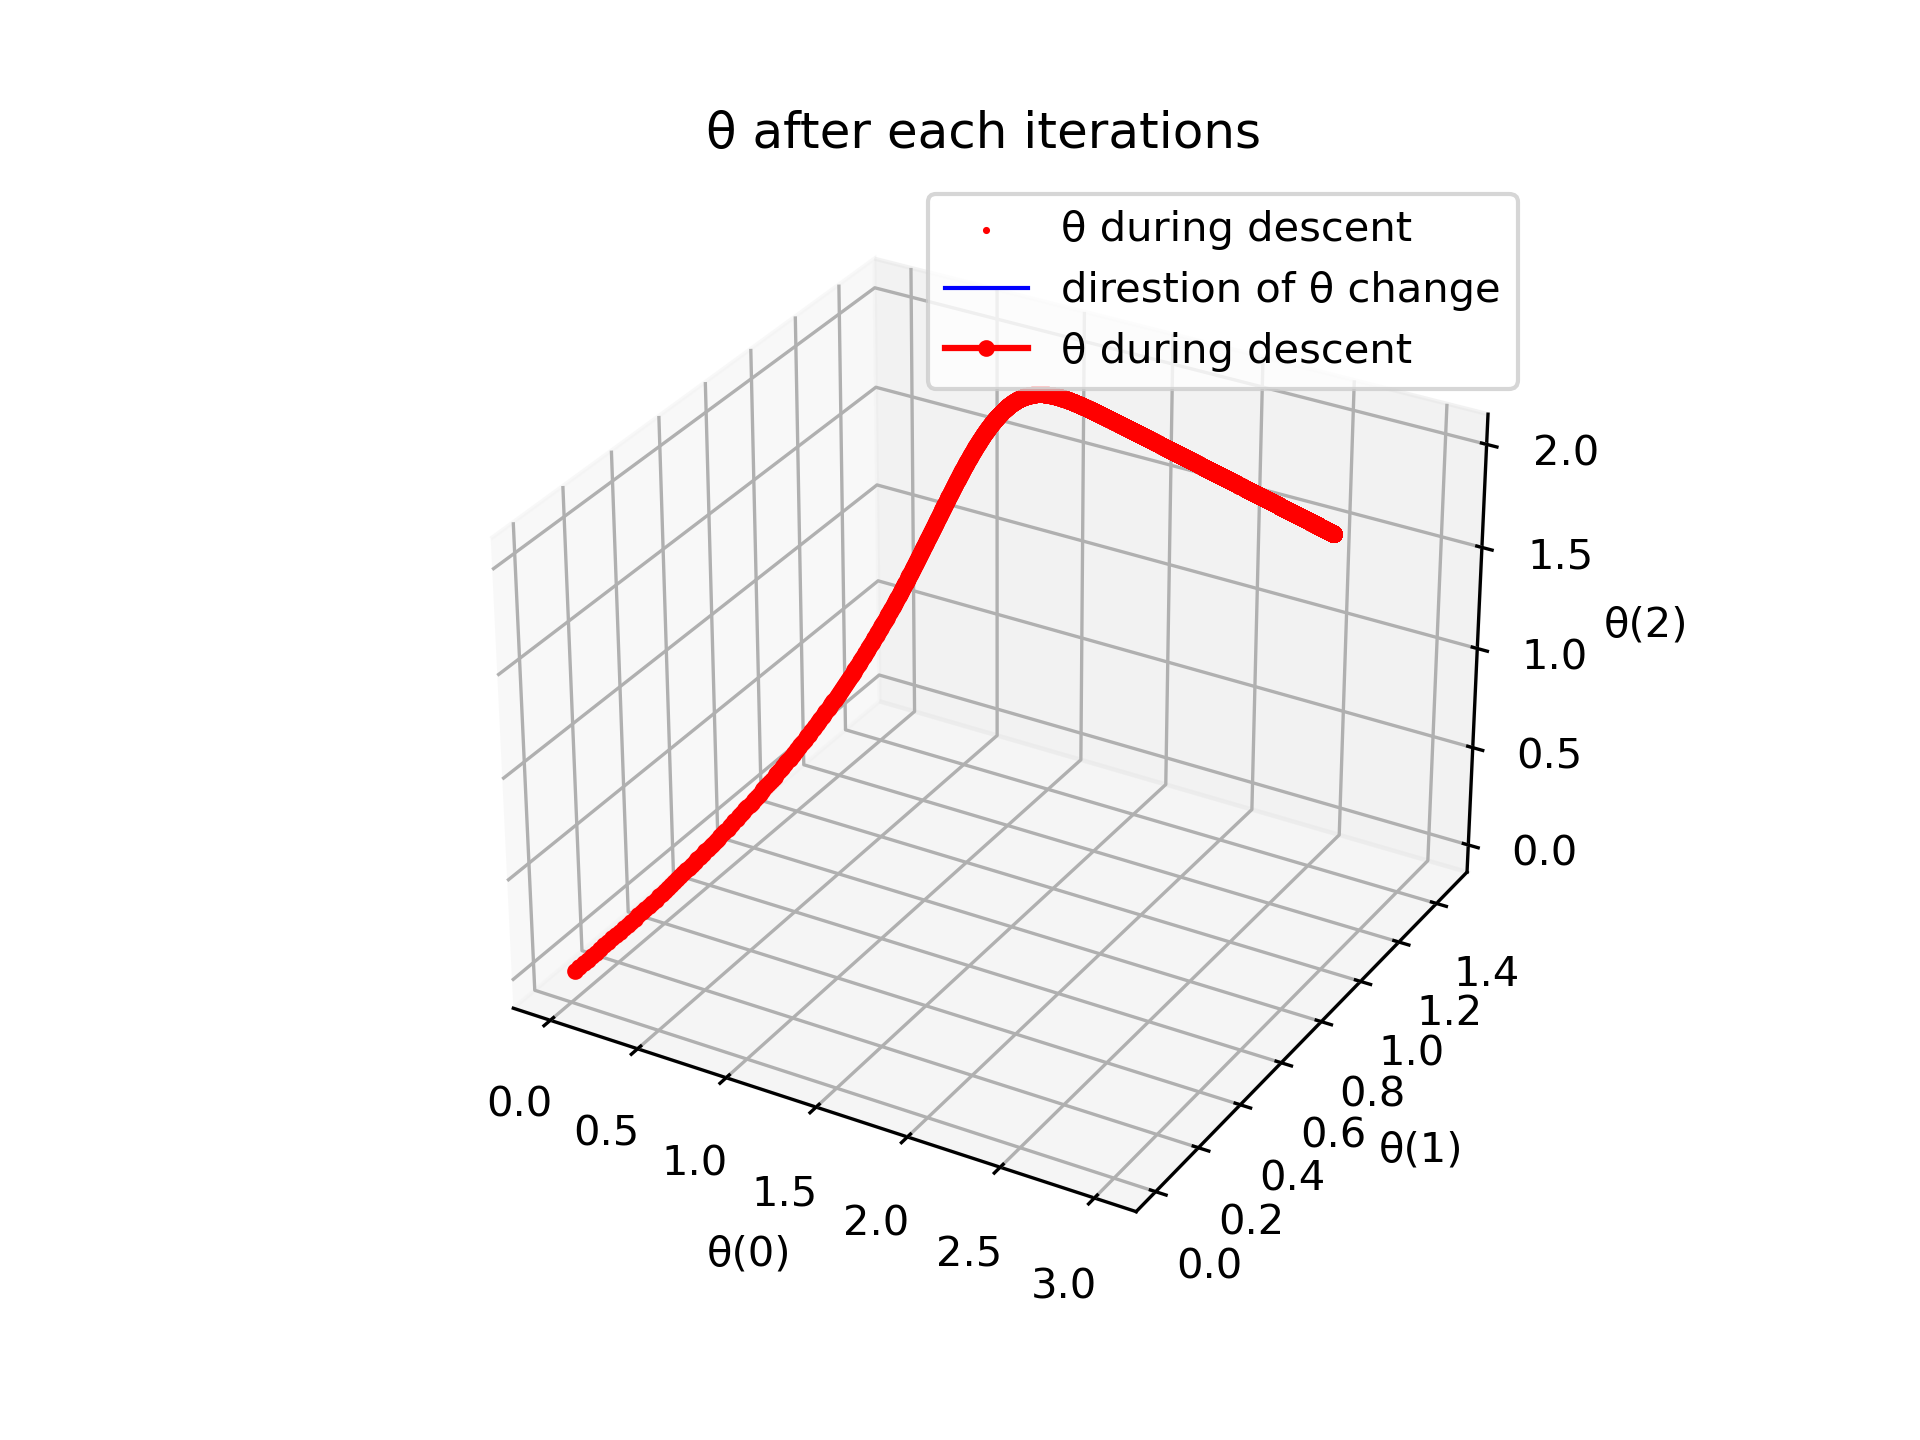 θ after each iterations
θ during descent
direstion of θ change
θ during descent
2.0
1.5
θ(2)
1.0
0.5
0.0
1.4
1.2
1.0
0.8
0.6
θ(1)
0.4
0.2
0.0
0.0
0.5
1.0
1.5
2.0
2.5
3.0
θ(0)